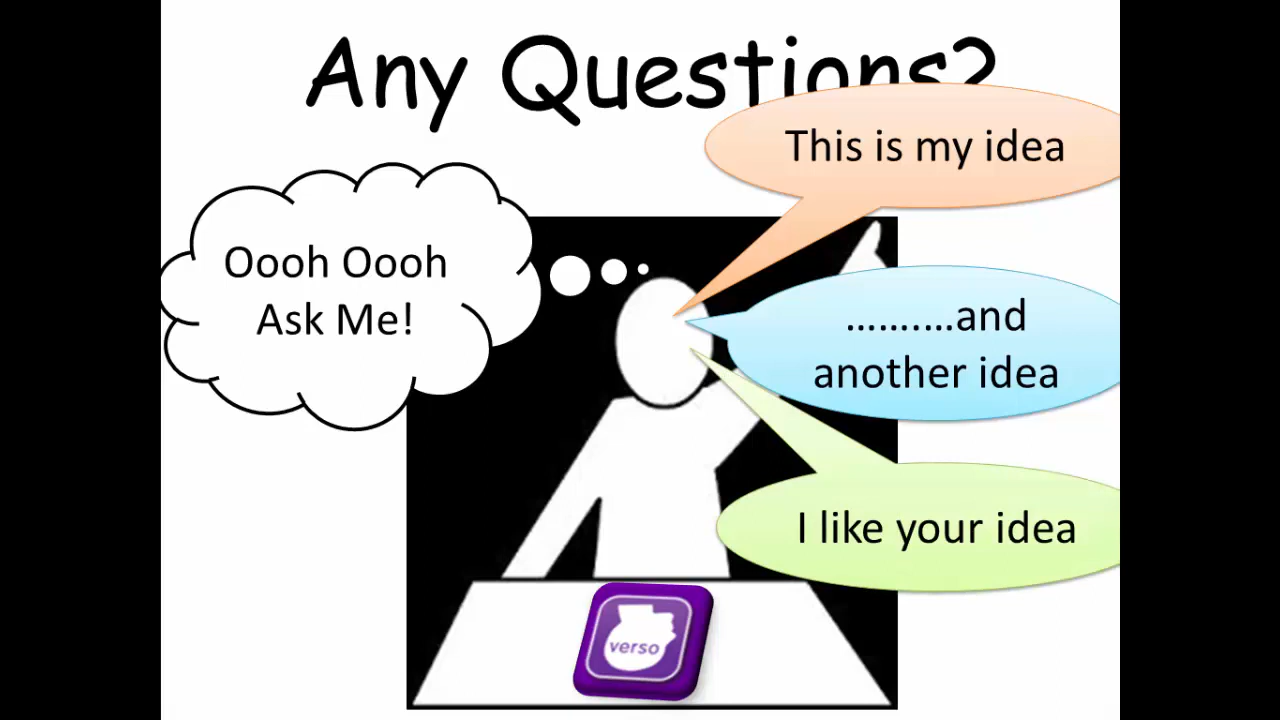 Any Questions?
This is my idea
Oooh Oooh
Ask Me!
……..…and
another idea
I like your idea
verso